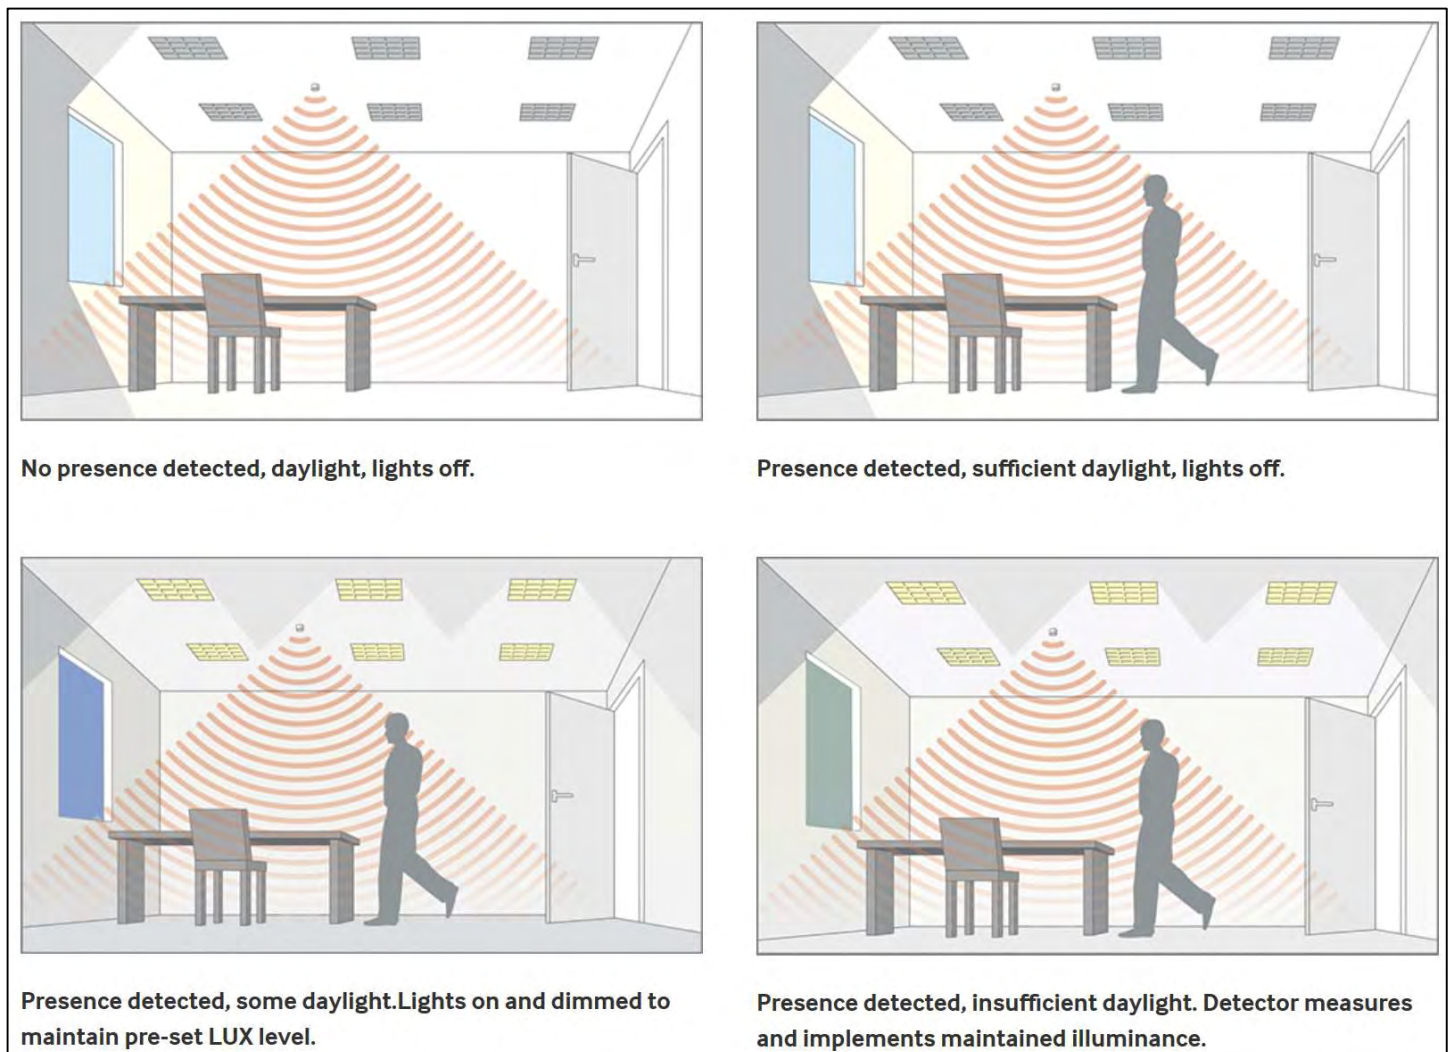 No presence detected, daylight, lights off.
Presence detected, sufficient daylight, lights off.
Presence detected, some daylight.Lights on and dimmed to
maintain pre-set LUX level.
Presence detected, insufficient daylight. Detector measures
and implements maintained illuminance.